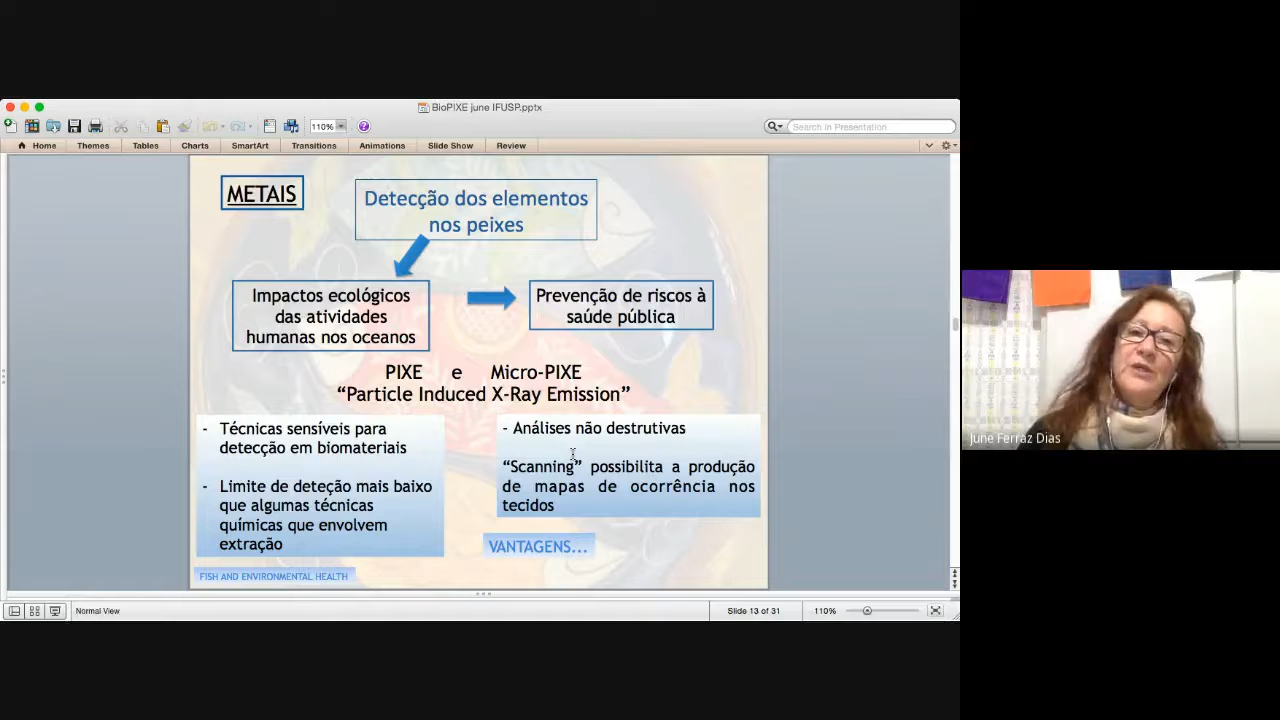 BioPIXE june IFUSP.pptx
110%
Search in Presentation
Home Themes Tables Charts SmartArt Transitions Animations Slide Show Review
METAIS
Detecção dos elementos
nos peixes
Impactos ecológicos
das atividades
humanas nos oceanos
Prevenção de riscos à
saúde pública
PIXE e Micro-PIXE
“Particle Induced X-Ray Emission”
- Técnicas sensíveis para
detecção em biomateriais
- Limite de deteção mais baixo
que algumas técnicas
químicas que envolvem
extração
- Análises não destrutivas
“Scanning” possibilita a produção
de mapas de ocorrência nos
tecidos
VANTAGENS...
FISH AND ENVIRONMENTAL HEALTH
Normal View
Slide 13 of 31
110%
June Ferraz Dias